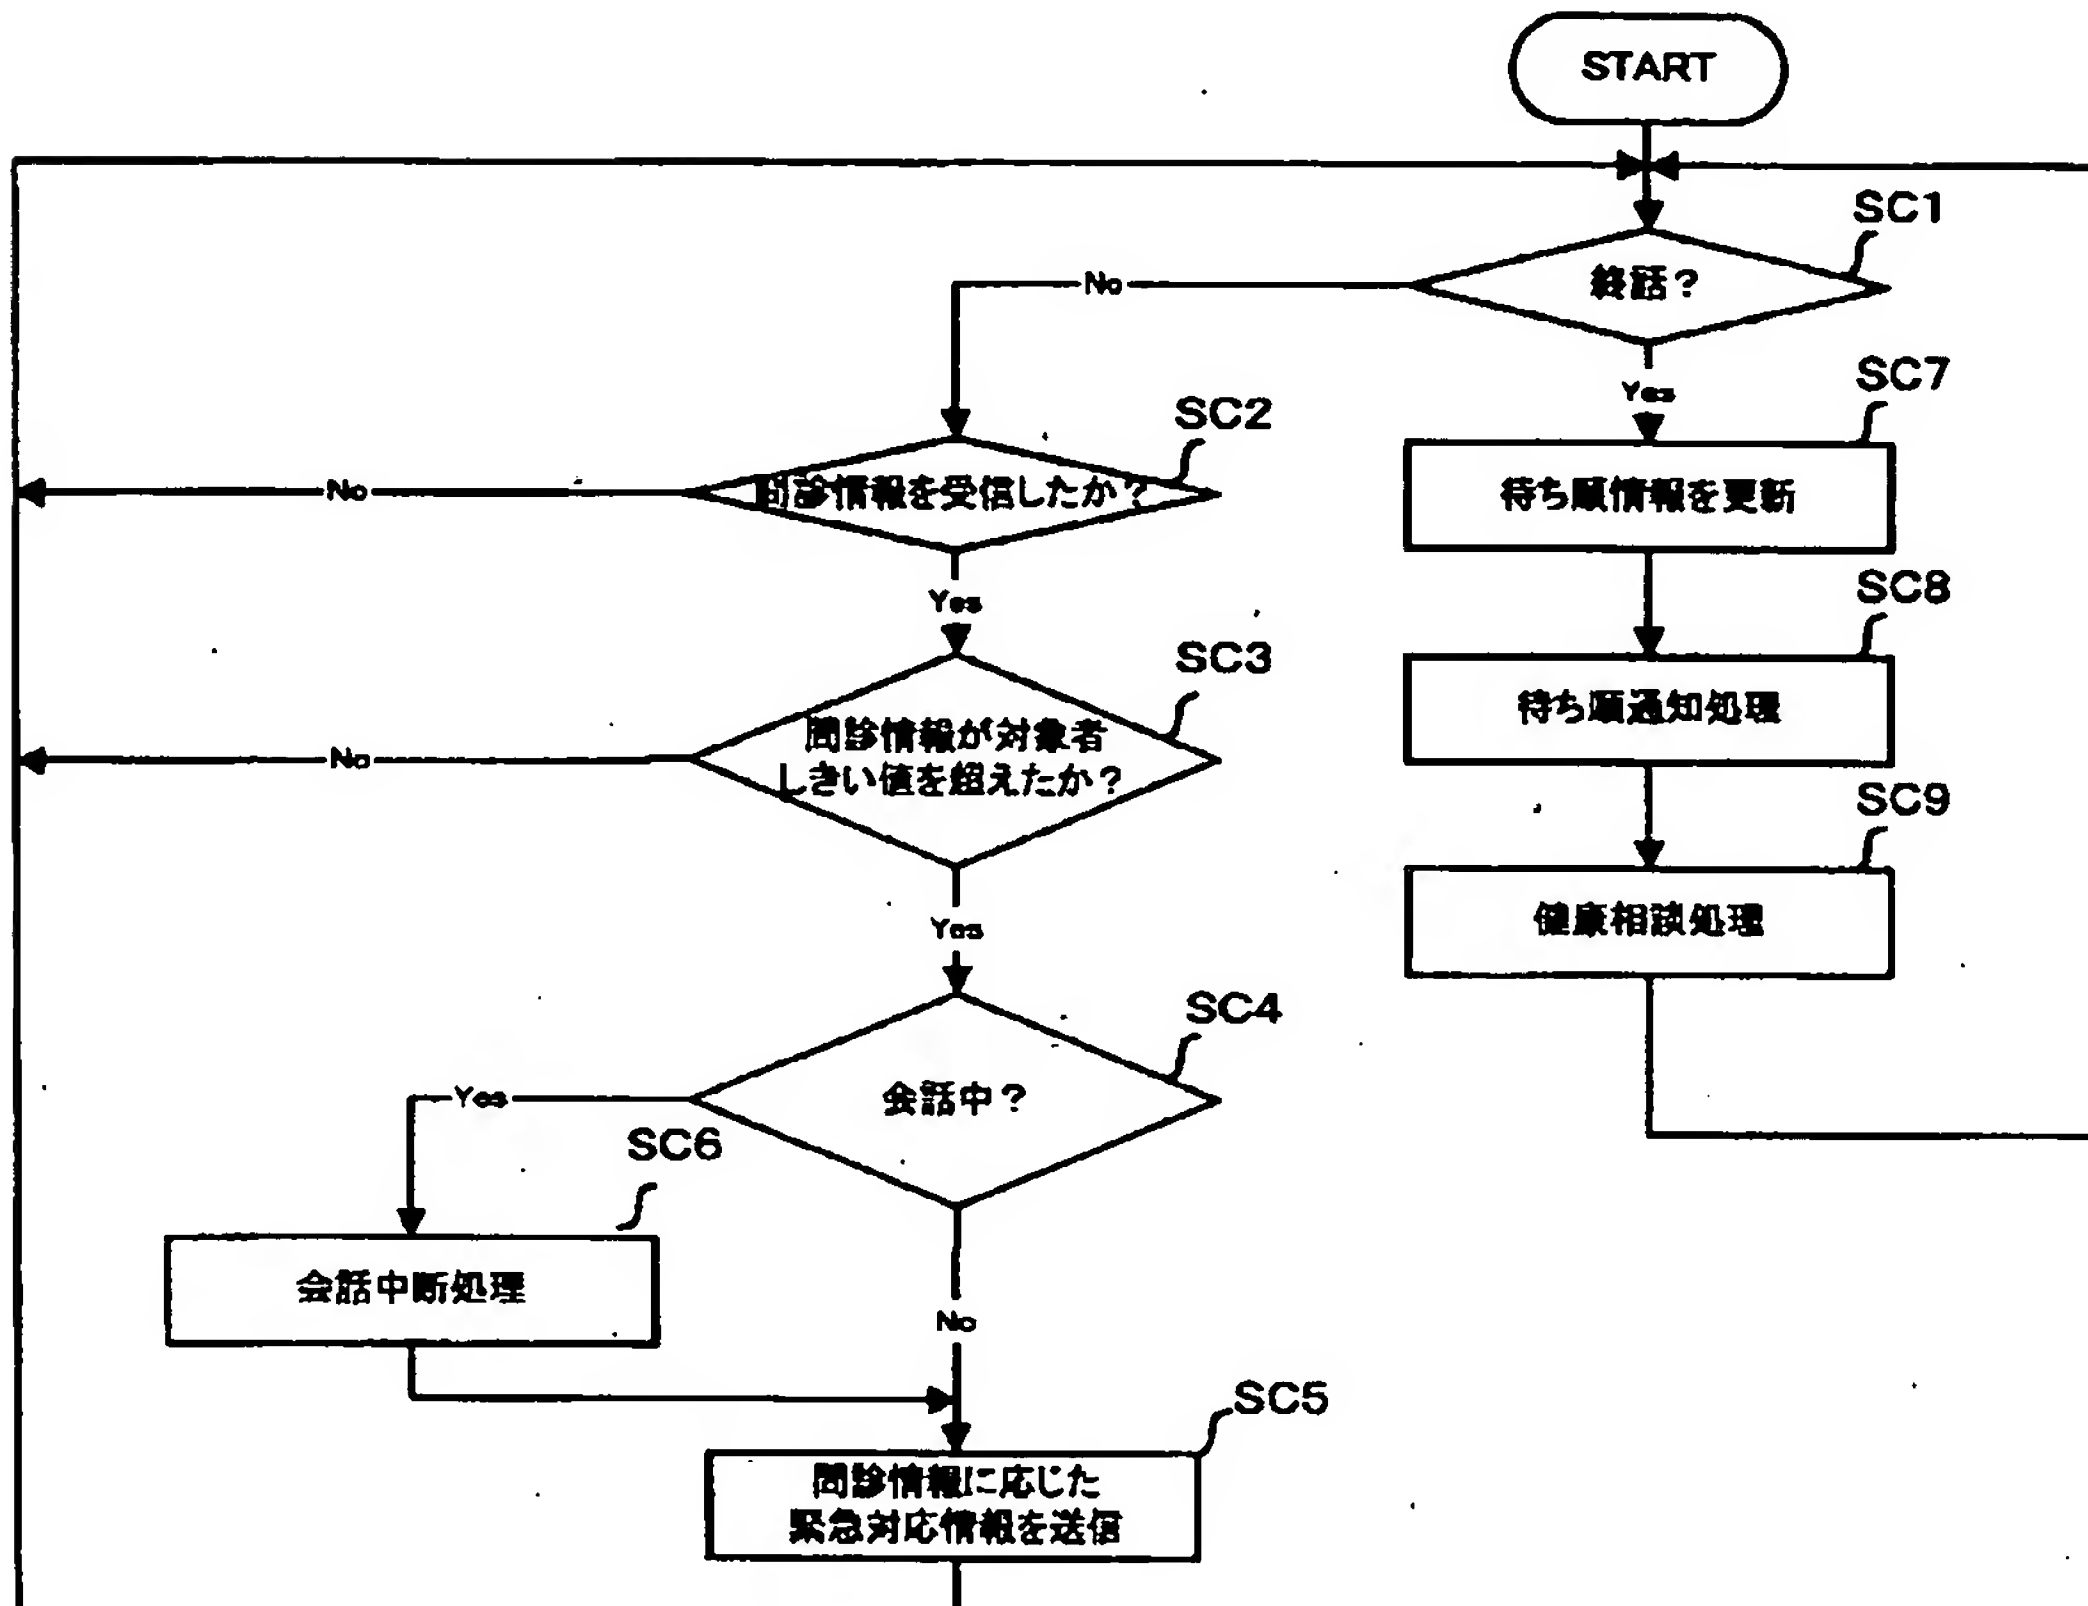 START
SC1
終話?
No
Yes
SC7
待ち順情報を更新
SC2
問診情報を受信したか?
No
Yes
SC8
待ち順通知処理
SC3
問診情報が対象者
しきい値を超えたか?
No
Yes
SC9
健康相談処理
SC4
会話中?
Yes
SC6
会話中断処理
No
SC5
問診情報に応じた
緊急対応情報を送信